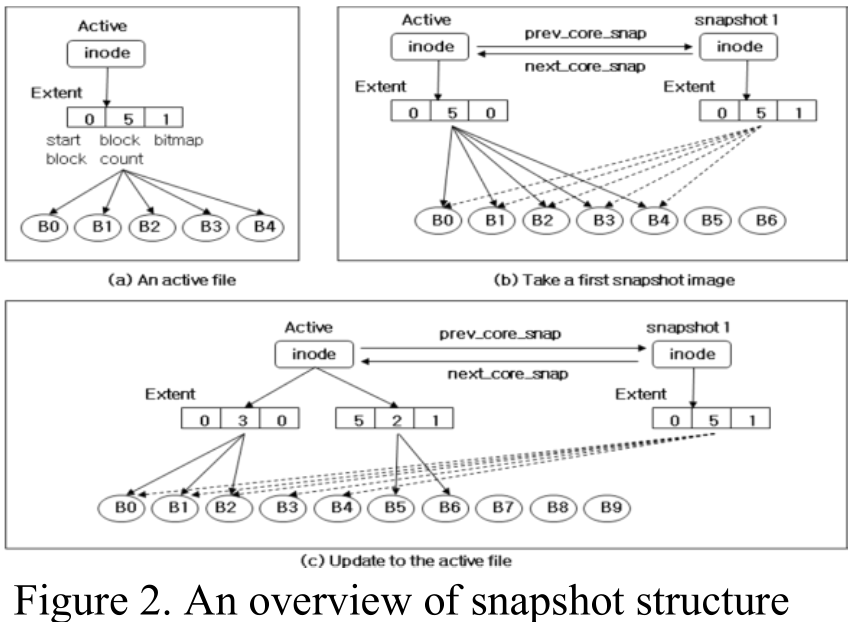 Active
inode
Extent
0 5 1
start block bitmap
block count
B0 B1 B2 B3 B4
(a) An active file
Active snapshot 1
inode prev_core_snap inode
next_core_snap
Extent Extent
0 5 0 0 5 1
B0 B1 B2 B3 B4 B5 B6
(b) Take a first snapshot image
Active snapshot 1
inode prev_core_snap inode
next_core_snap
Extent Extent
0 3 0 5 2 1 0 5 1
B0 B1 B2 B3 B4 B5 B6 B7 B8 B9
(c) Update to the active file
Figure 2. An overview of snapshot structure